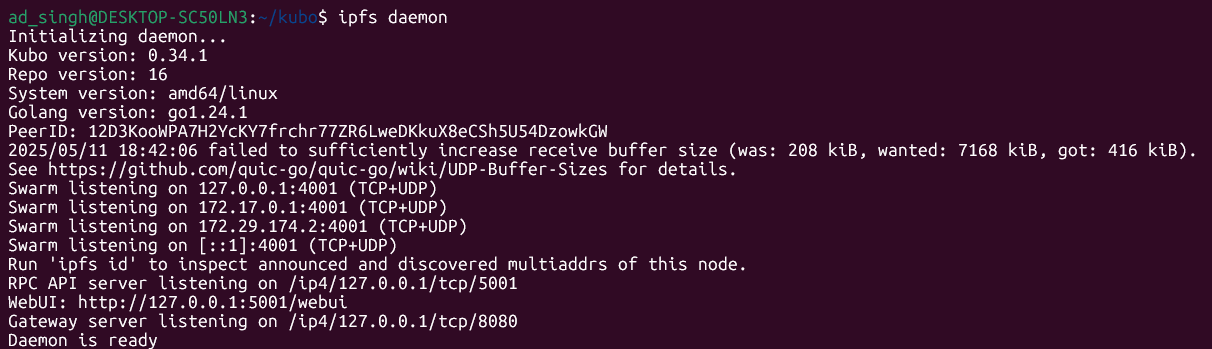 ad_singh@DESKTOP-SC50LN3:~/kubo$ ipfs daemon
Initializing daemon...
Kubo version: 0.34.1
Repo version: 16
System version: amd64/linux
Golang version: go1.24.1
PeerID: 12D3KooWPA7H2YcKY7frchr77ZR6LweDKkuX8eCSh5U54DzowkGW
2025/05/11 18:42:06 failed to sufficiently increase receive buffer size (was: 208 kiB, wanted: 7168 kiB, got: 416 kiB).
See https://github.com/quic-go/quic-go/wiki/UDP-Buffer-Sizes for details.
Swarm listening on 127.0.0.1:4001 (TCP+UDP)
Swarm listening on 172.17.0.1:4001 (TCP+UDP)
Swarm listening on 172.29.174.2:4001 (TCP+UDP)
Swarm listening on [::1]:4001 (TCP+UDP)
Run 'ipfs id' to inspect announced and discovered multiaddrs of this node.
RPC API server listening on /ip4/127.0.0.1/tcp/5001
WebUI: http://127.0.0.1:5001/webui
Gateway server listening on /ip4/127.0.0.1/tcp/8080
Daemon is ready